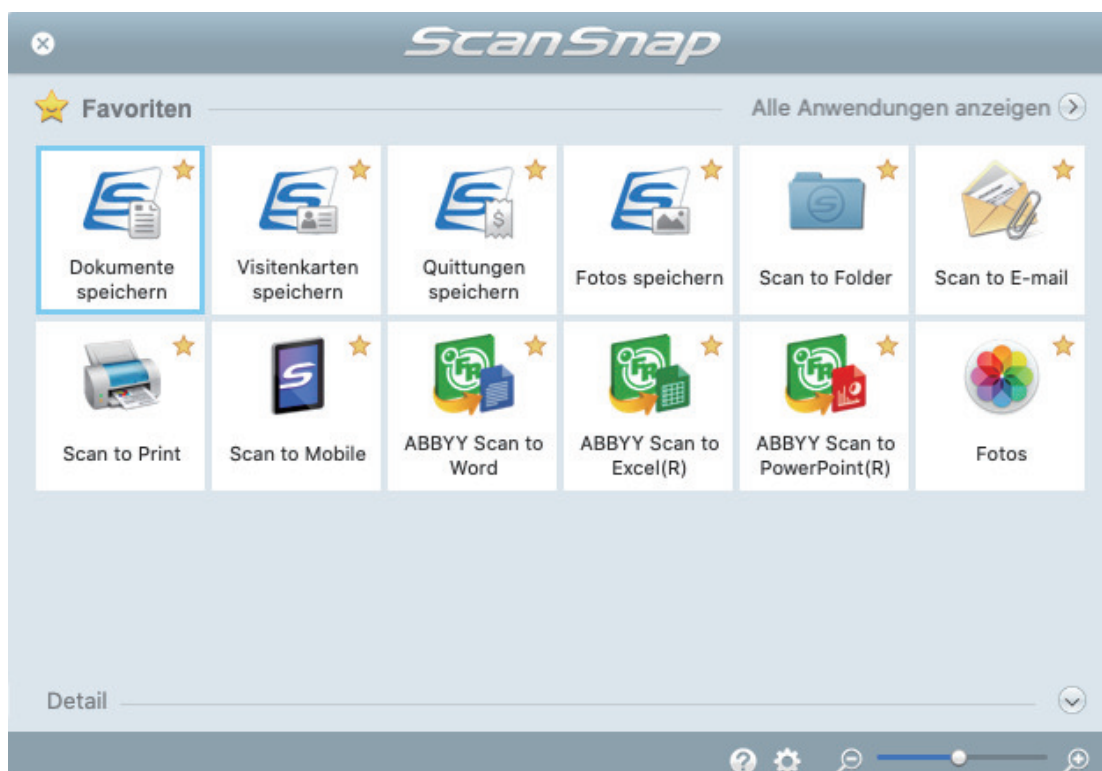 ScanSnap
Favoriten
Alle Anwendungen anzeigen
Dokumente
speichern
Visitenkarten
speichern
Quittungen
speichern
Fotos speichern
Scan to Folder
Scan to E-mail
Scan to Print
Scan to Mobile
ABBYY Scan to
Word
ABBYY Scan to
Excel(R)
ABBYY Scan to
PowerPoint(R)
Fotos
Detail